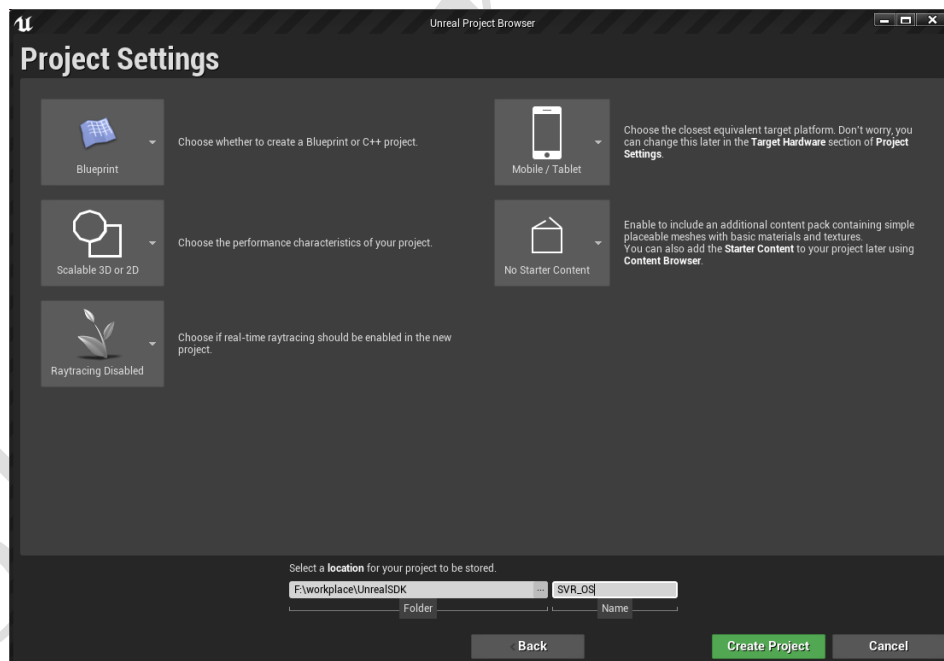 Unreal Project Browser
Project Settings
Blueprint
Choose whether to create a Blueprint or C++ project.
Mobile / Tablet
Choose the closest equivalent target platform. Don't worry, you
can change this later in the Target Hardware section of Project
Settings.
Scalable 3D or 2D
Choose the performance characteristics of your project.
No Starter Content
Enable to include an additional content pack containing simple
placeable meshes with basic materials and textures.
You can also add the Starter Content to your project later using
Content Browser.
Raytracing Disabled
Choose if real-time raytracing should be enabled in the new
project.
Select a location for your project to be stored.
F:\workplace\UnrealSDK
...
SVR_OS
Folder
Name
Back
Create Project
Cancel